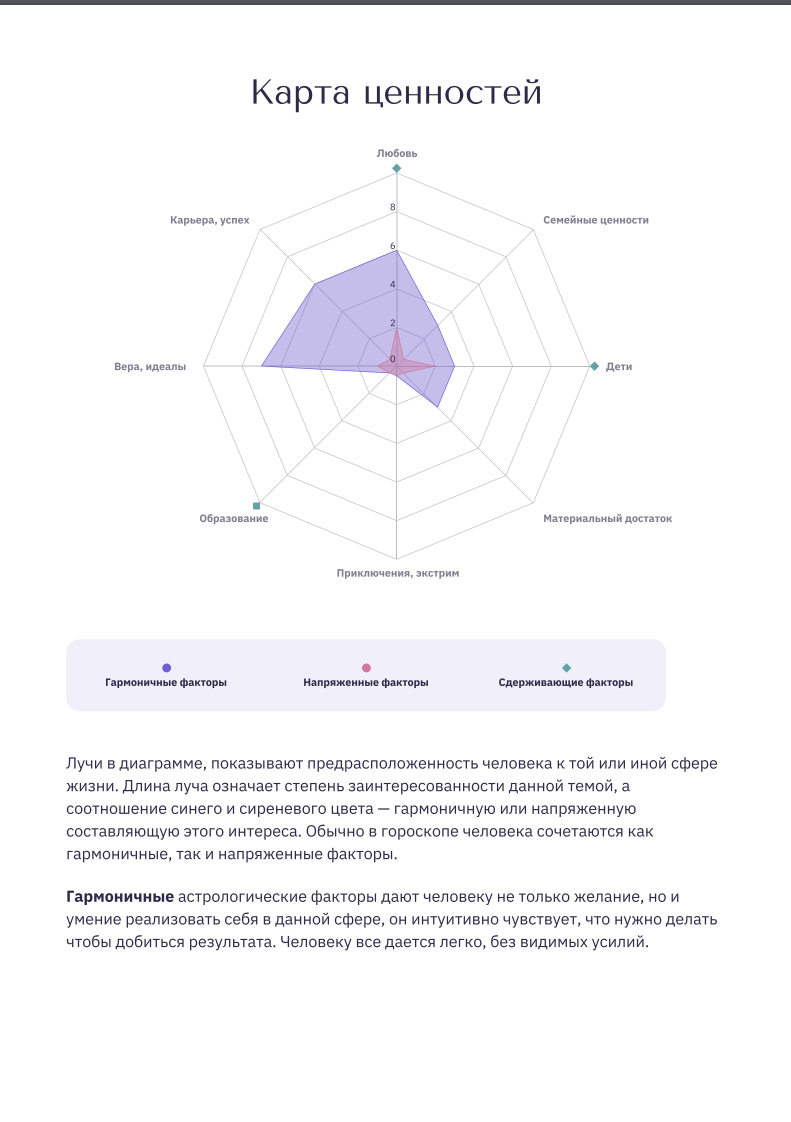 Карта ценностей
Любовь
Карьера, успех
Семейные ценности
8
6
4
2
0
Вера, идеалы
Дети
Образование
Материальный достаток
Приключения, экстрим
Гармоничные факторы
Напряженные факторы
Сдерживающие факторы
Лучи в диаграмме, показывают предрасположенность человека к той или иной сфере
жизни. Длина луча означает степень заинтересованности данной темой, а
соотношение синего и сиреневого цвета — гармоничную или напряженную
составляющую этого интереса. Обычно в гороскопе человека сочетаются как
гармоничные, так и напряженные факторы.
Гармоничные астрологические факторы дают человеку не только желание, но и
умение реализовать себя в данной сфере, он интуитивно чувствует, что нужно делать
чтобы добиться результата. Человеку все дается легко, без видимых усилий.